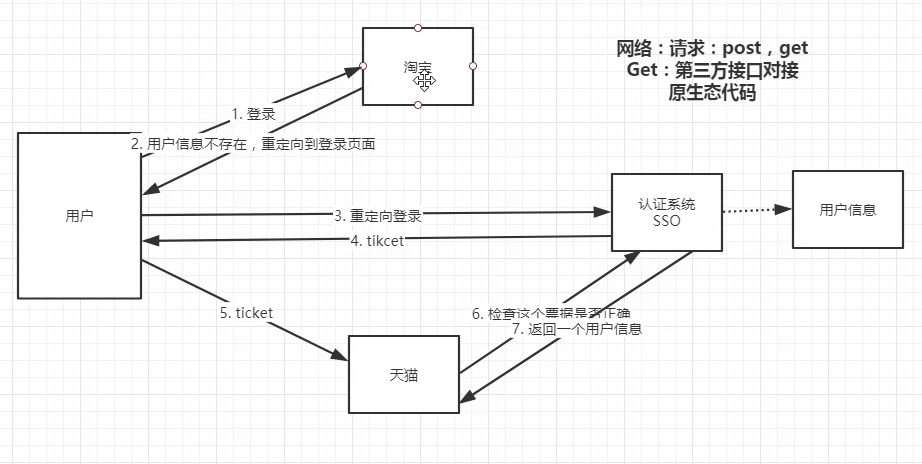 淘宝
网络：请求：post，get
Get：第三方接口对接
原生态代码
1. 登录
2. 用户信息不存在，重定向到登录页面
用户
3. 重定向登录
认证系统
SSO
用户信息
4. tikcet
5. ticket
6. 检查这个票据是否正确
7. 返回一个用户信息
天猫